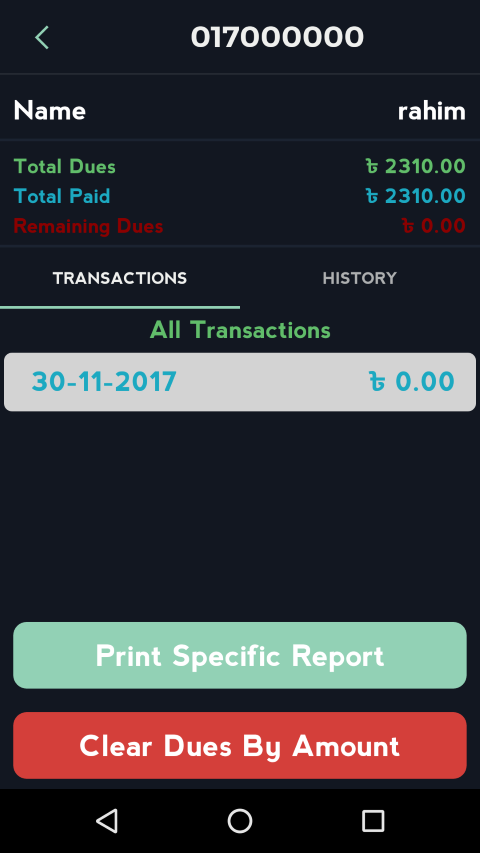 017000000
Name rahim
Total Dues ৳ 2310.00
Total Paid ৳ 2310.00
Remaining Dues ৳ 0.00
TRANSACTIONS HISTORY
All Transactions
30-11-2017 ৳ 0.00
Print Specific Report
Clear Dues By Amount